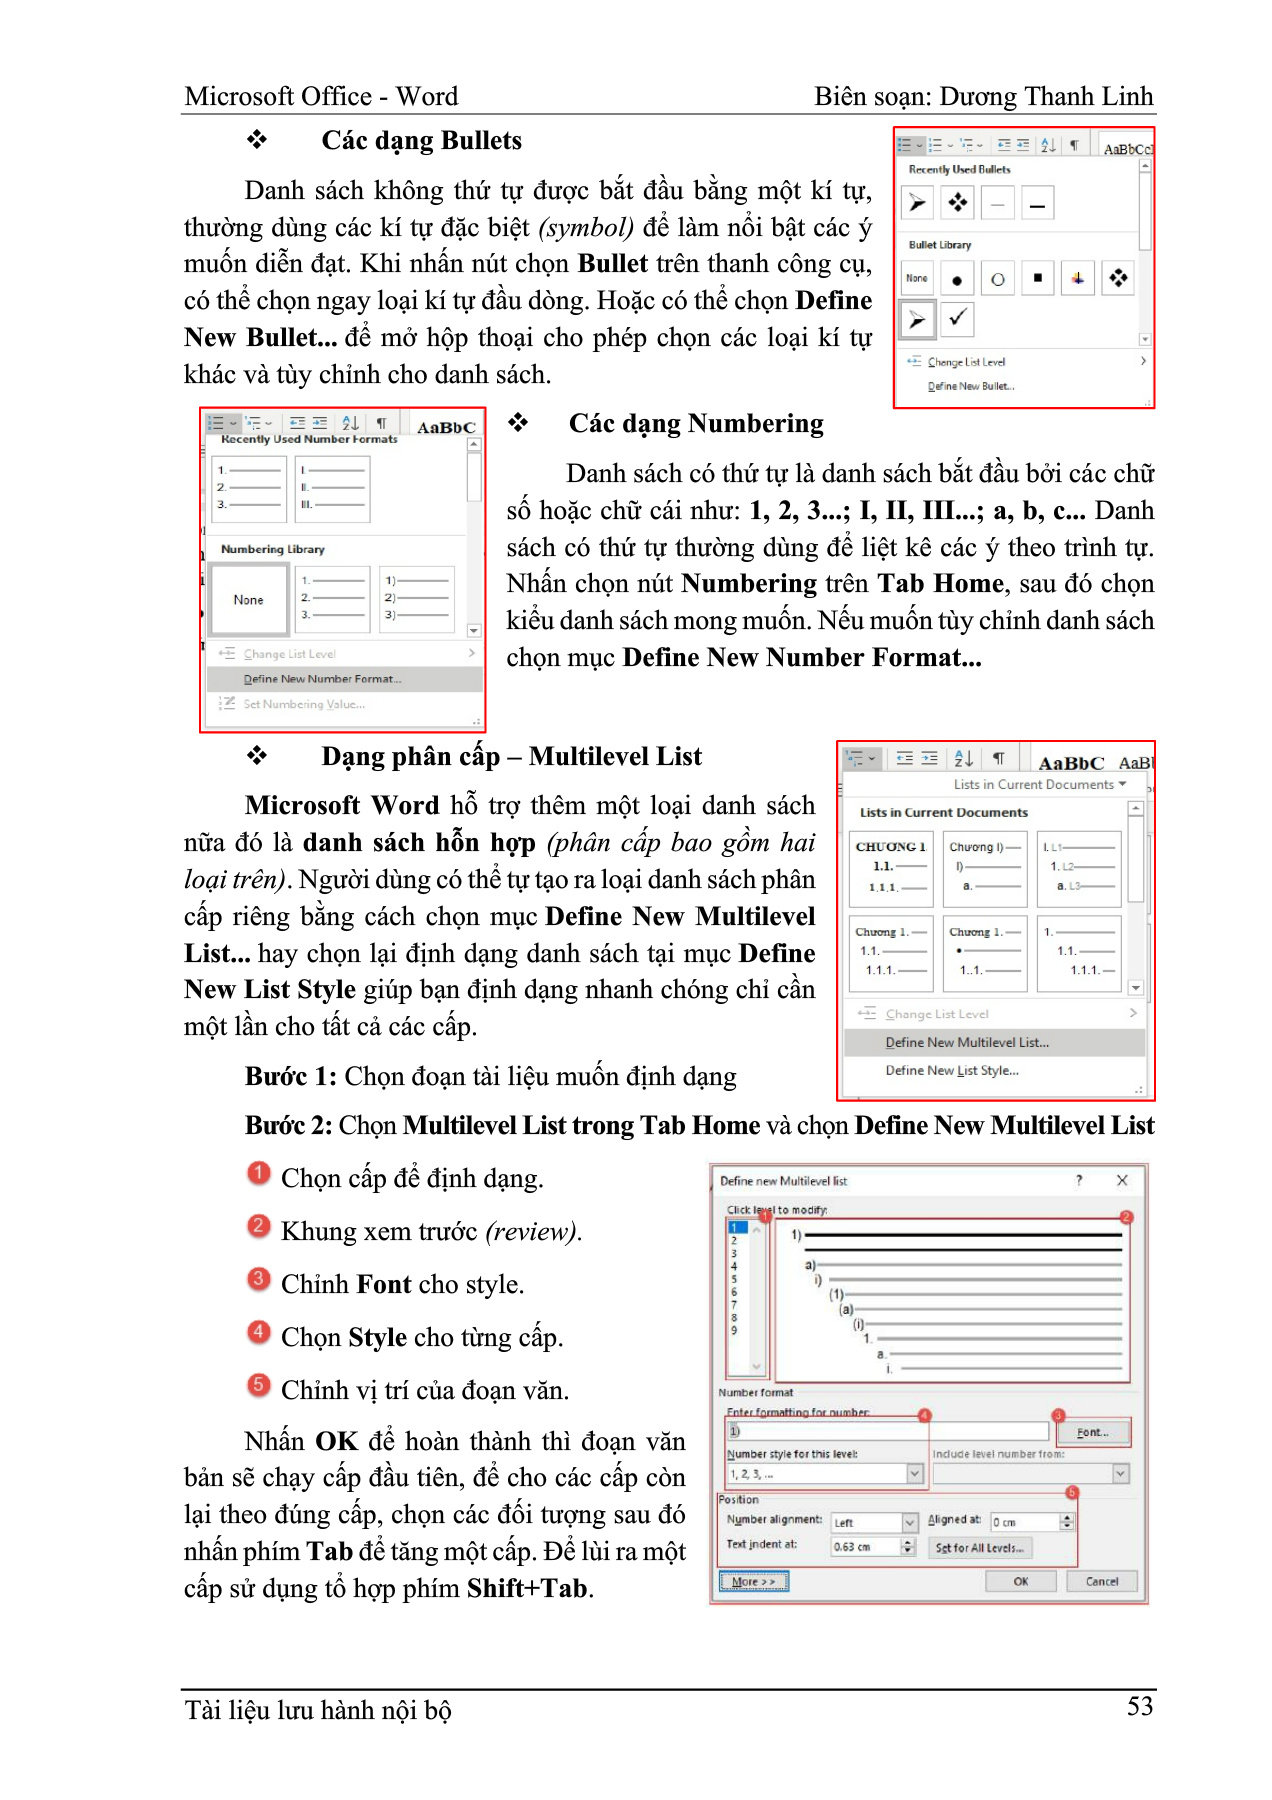 Microsoft Office - Word
Biên soạn: Dương Thanh Linh
❖ Các dạng Bullets
Danh sách không thứ tự được bắt đầu bằng một kí tự,
thường dùng các kí tự đặc biệt (symbol) để làm nổi bật các ý
muốn diễn đạt. Khi nhấn nút chọn Bullet trên thanh công cụ,
có thể chọn ngay loại kí tự đầu dòng. Hoặc có thể chọn Define
New Bullet... để mở hộp thoại cho phép chọn các loại kí tự
khác và tùy chỉnh cho danh sách.
AaBbCcI
Recently Used Bullets
Bullet Library
None
Change List Level
Define New Bullet...
AaBbC
Recently Used Number Formats
1. I.
2. II.
3. III.
Numbering Library
None
1. 1)
2. 2)
3. 3)
Change List Level
Define New Number Format...
Set Numbering Value...
❖ Các dạng Numbering
Danh sách có thứ tự là danh sách bắt đầu bởi các chữ
số hoặc chữ cái như: 1, 2, 3...; I, II, III...; a, b, c... Danh
sách có thứ tự thường dùng để liệt kê các ý theo trình tự.
Nhấn chọn nút Numbering trên Tab Home, sau đó chọn
kiểu danh sách mong muốn. Nếu muốn tùy chỉnh danh sách
chọn mục Define New Number Format...
❖ Dạng phân cấp – Multilevel List
Microsoft Word hỗ trợ thêm một loại danh sách
nữa đó là danh sách hỗn hợp (phân cấp bao gồm hai
loại trên). Người dùng có thể tự tạo ra loại danh sách phân
cấp riêng bằng cách chọn mục Define New Multilevel
List... hay chọn lại định dạng danh sách tại mục Define
New List Style giúp bạn định dạng nhanh chóng chỉ cần
một lần cho tất cả các cấp.
AaBbC AaBl
Lists in Current Documents
Lists in Current Documents
CHƯƠNG 1 Chương I) I. L1
1.1. I) 1. L2
1.1.1. a. a. L3
Chương 1. Chương 1. 1.
1.1. • 1.1.
1.1.1. 1..1. 1.1.1.
Change List Level
Define New Multilevel List...
Define New List Style...
Bước 1: Chọn đoạn tài liệu muốn định dạng
Bước 2: Chọn Multilevel List trong Tab Home và chọn Define New Multilevel List
1 Chọn cấp để định dạng.
2 Khung xem trước (review).
3 Chỉnh Font cho style.
4 Chọn Style cho từng cấp.
5 Chỉnh vị trí của đoạn văn.
Nhấn OK để hoàn thành thì đoạn văn
bản sẽ chạy cấp đầu tiên, để cho các cấp còn
lại theo đúng cấp, chọn các đối tượng sau đó
nhấn phím Tab để tăng một cấp. Để lùi ra một
cấp sử dụng tổ hợp phím Shift+Tab.
Define new Multilevel list ? X
Click level to modify:
1
2
1
2
3
4
5
6
7
8
9
1)
a)
i)
(1)
(a)
(i)
1.
a.
i.
Number format
Enter formatting for number: 4 3
1) Font...
Number style for this level: Include level number from:
1, 2, 3, ...
Position 5
Number alignment: Left Aligned at: 0 cm
Text indent at: 0.63 cm Set for All Levels...
More >> OK Cancel
Tài liệu lưu hành nội bộ
53